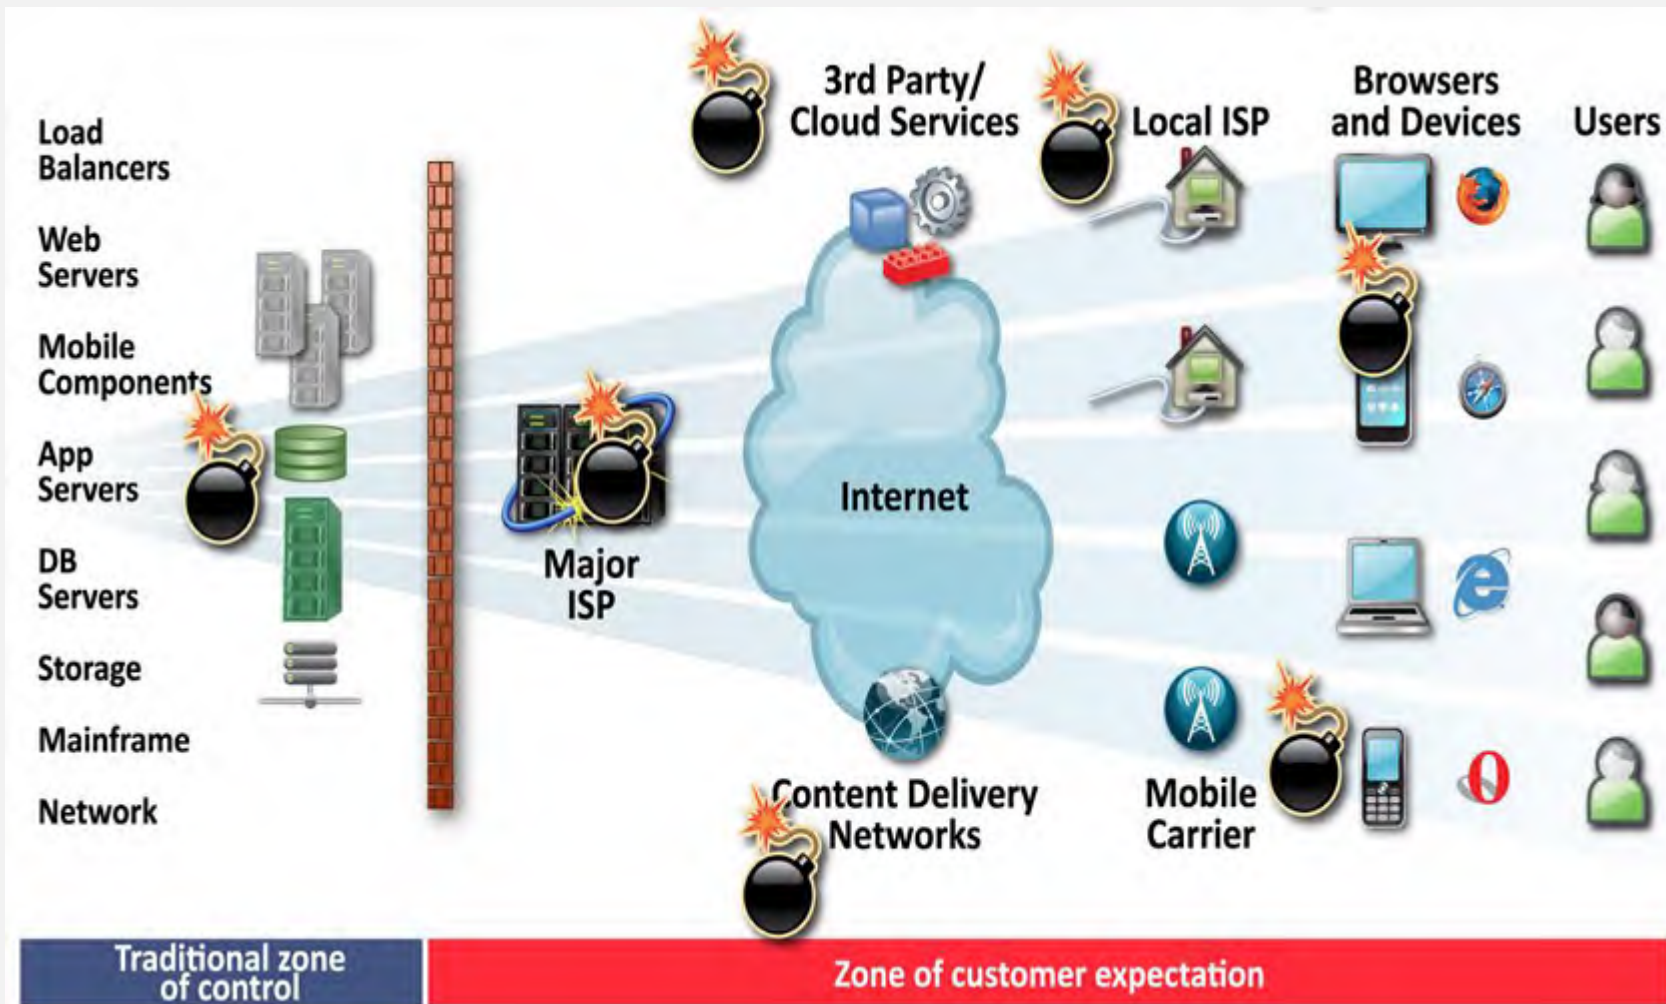 Load
Balancers
Web
Servers
Mobile
Components
App
Servers
DB
Servers
Storage
Mainframe
Network
Major
ISP
3rd Party/
Cloud Services
Internet
Content Delivery
Networks
Local ISP
Mobile
Carrier
Browsers
and Devices
Users
Traditional zone
of control
Zone of customer expectation